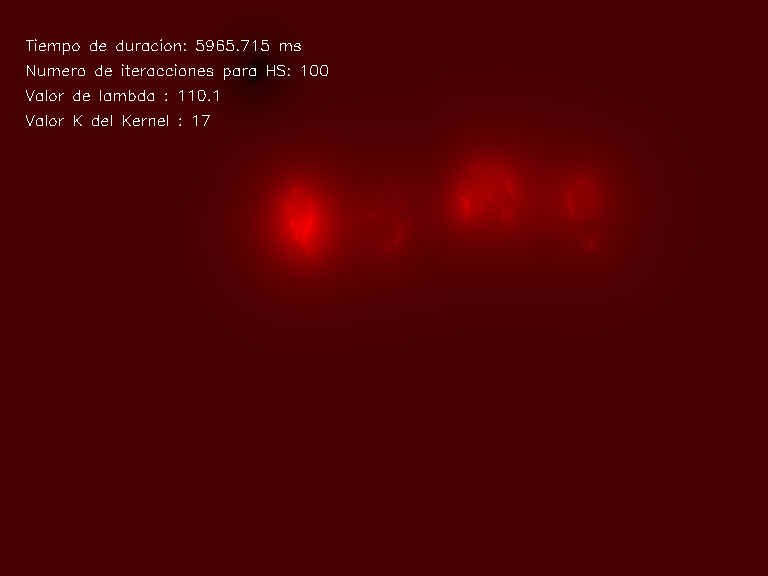 Tiempo de duracion: 5965.715 ms
Numero de iteracciones para HS: 100
Valor de lambda : 110.1
Valor K del Kernel : 17